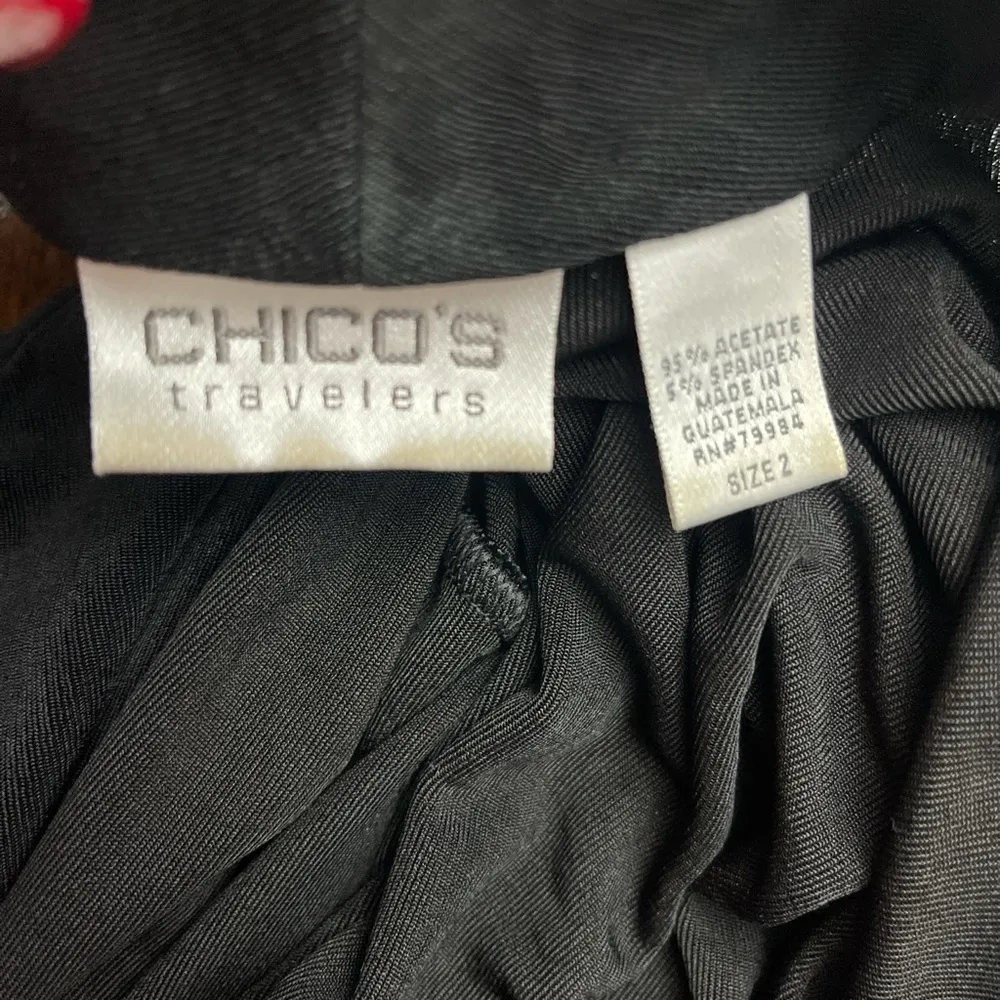 CHICO'S
travelers
95% ACETATE
5% SPANDEX
MADE IN
GUATEMALA
RN#79984
SIZE 2